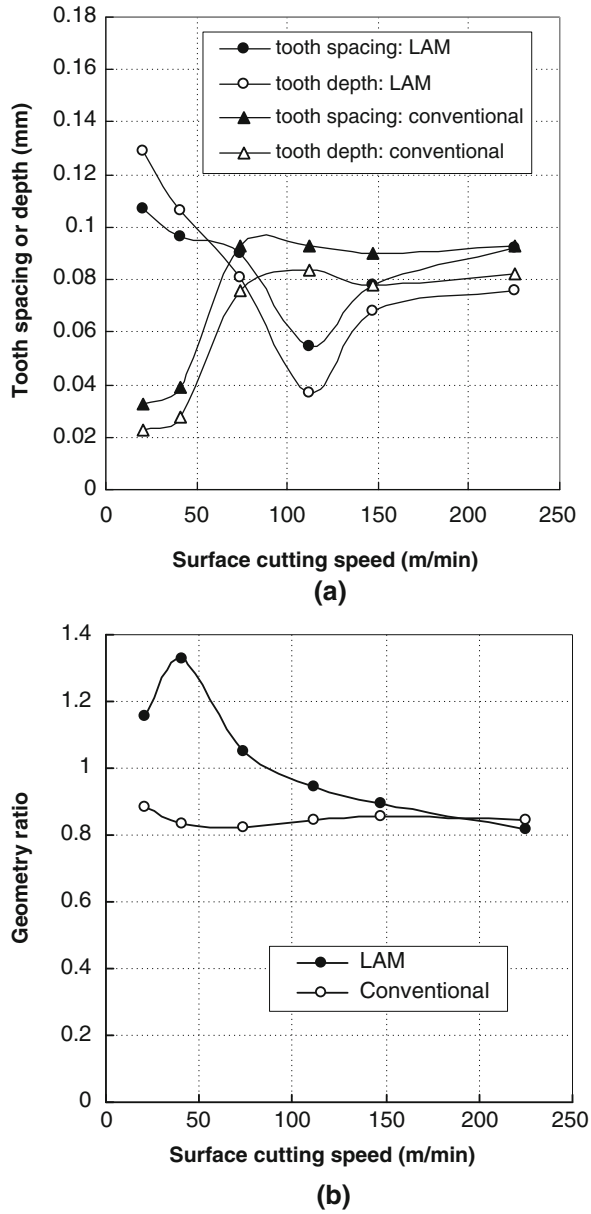 0.18
0.16
0.14
0.12
0.1
0.08
0.06
0.04
0.02
0
Tooth spacing or depth (mm)
tooth spacing: LAM
tooth depth: LAM
tooth spacing: conventional
tooth depth: conventional
0 50 100 150 200 250
Surface cutting speed (m/min)
(a)
1.4
1.2
1
0.8
0.6
0.4
0.2
0
Geometry ratio
LAM
Conventional
0 50 100 150 200 250
Surface cutting speed (m/min)
(b)